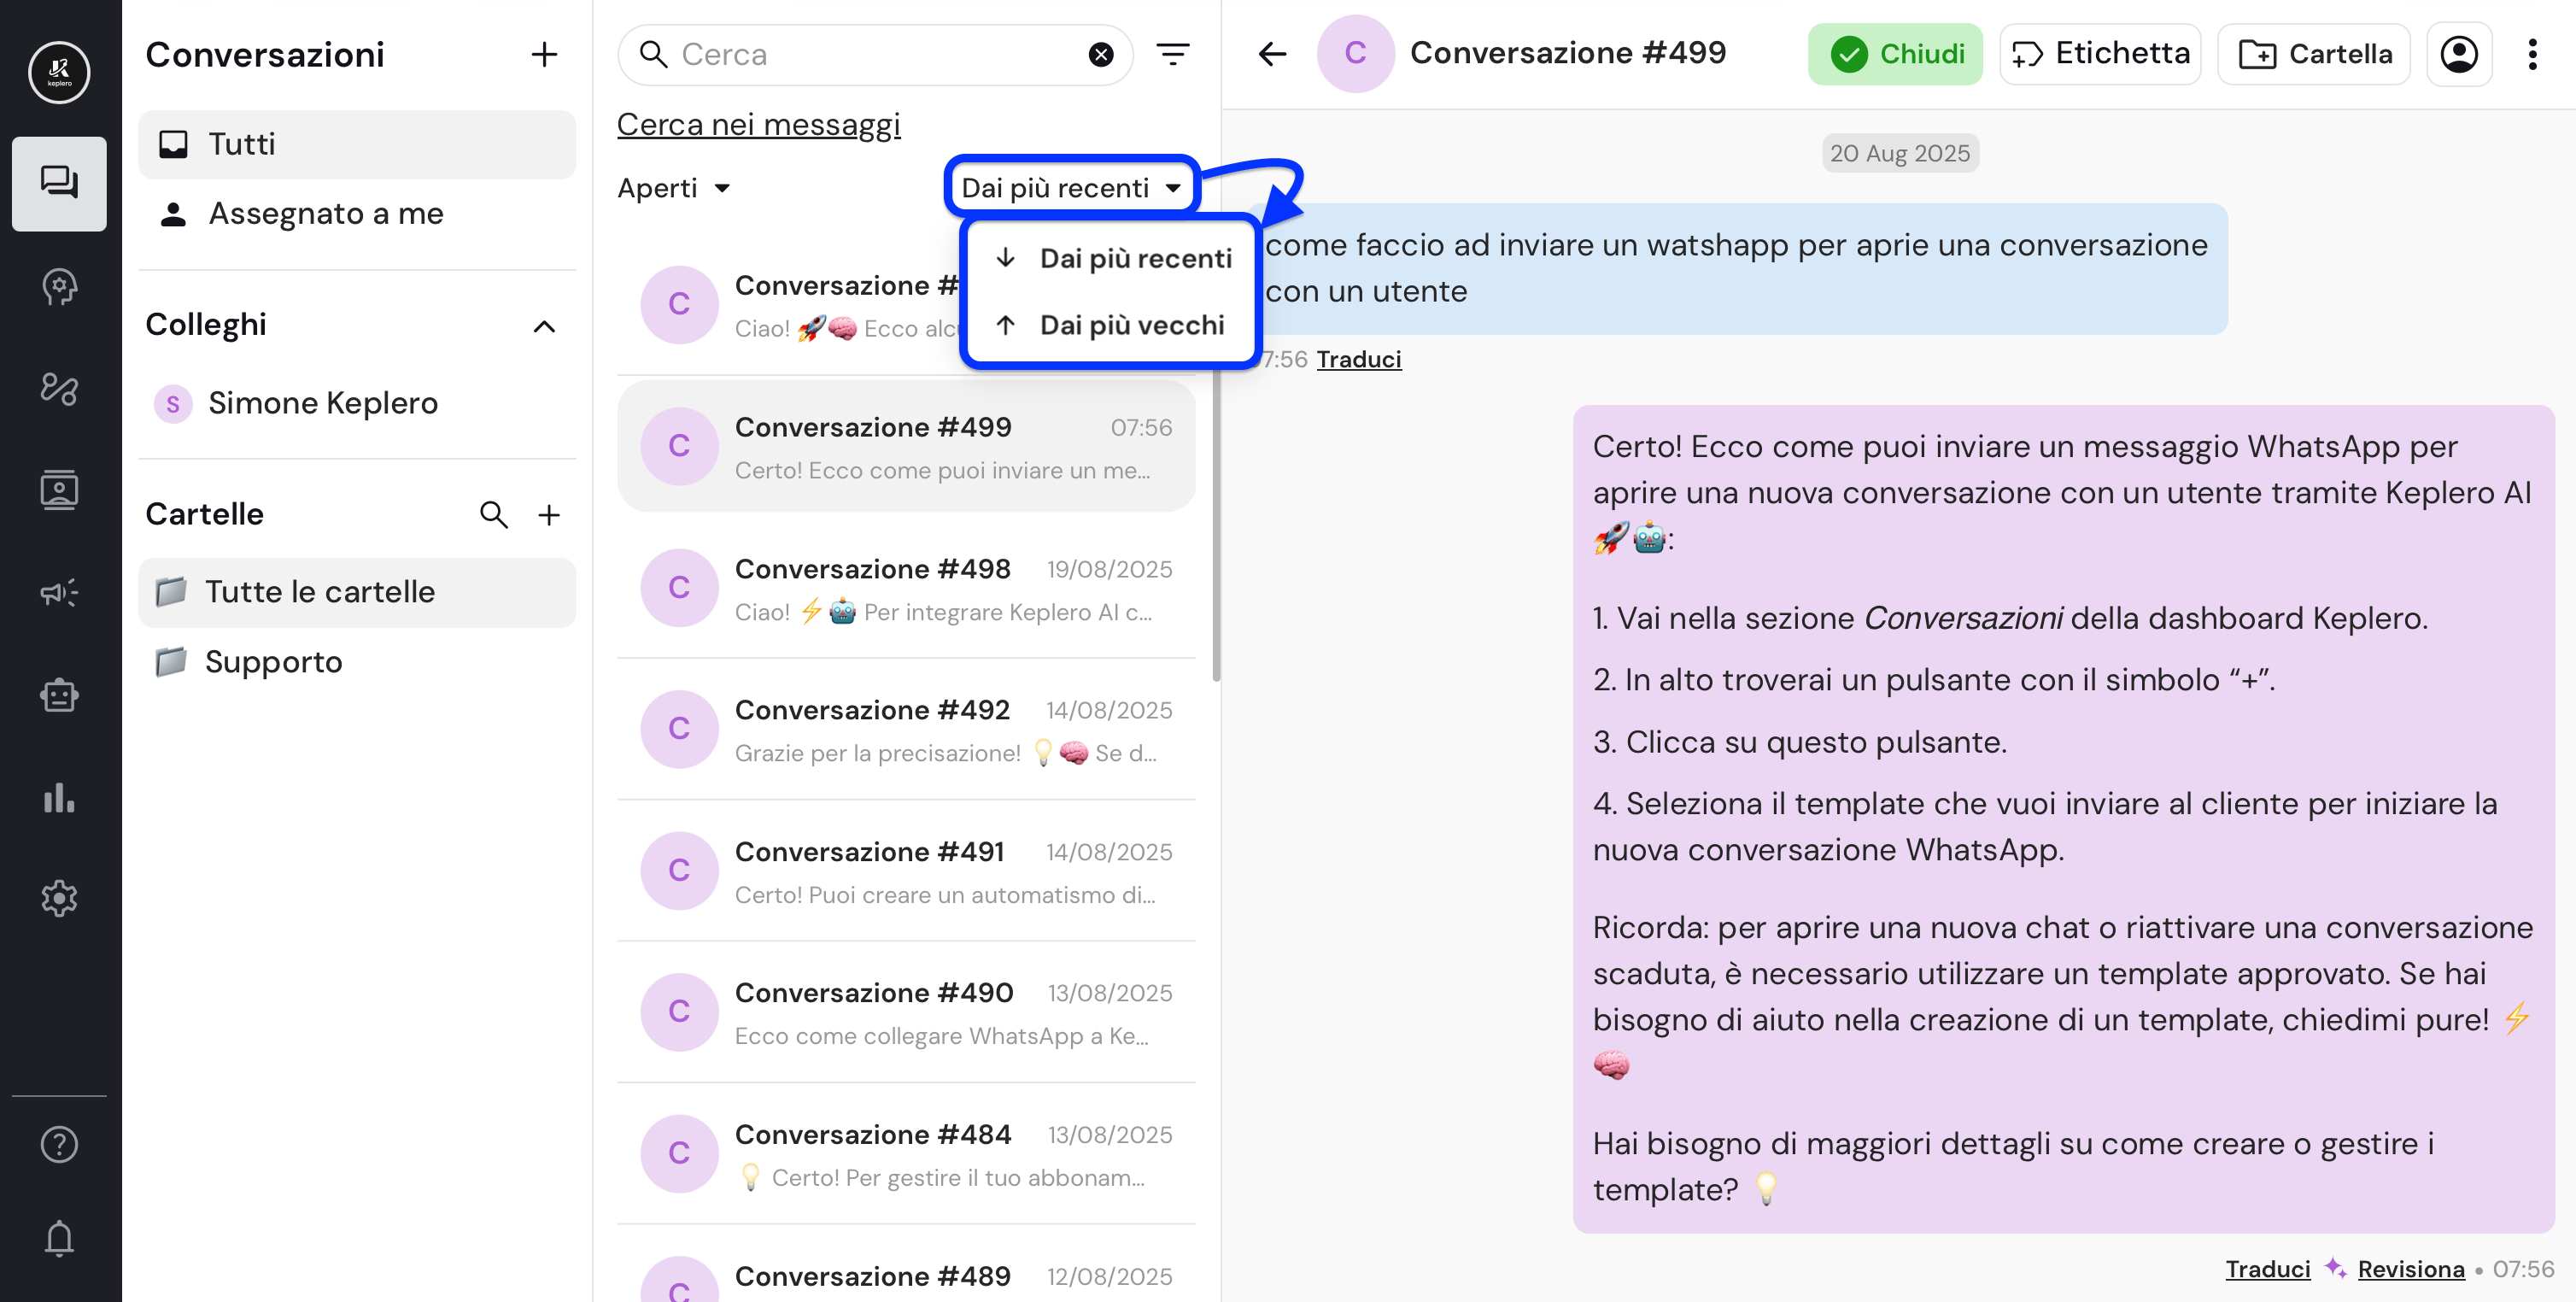 keplero
Conversazioni
Tutti
Assegnato a me
Colleghi
S
Simone Keplero
Cartelle
Tutte le cartelle
Supporto
Cerca
Cerca nei messaggi
Aperti
Dai più recenti
Dai più recenti
Dai più vecchi
C
Conversazione #
Ciao! 🚀🧠 Ecco alc
C
Conversazione #499
07:56
Certo! Ecco come puoi inviare un me...
C
Conversazione #498
19/08/2025
Ciao! ⚡🤖 Per integrare Keplero AI c...
C
Conversazione #492
14/08/2025
Grazie per la precisazione! 💡🧠 Se d...
C
Conversazione #491
14/08/2025
Certo! Puoi creare un automatismo di...
C
Conversazione #490
13/08/2025
Ecco come collegare WhatsApp a Ke...
C
Conversazione #484
13/08/2025
💡 Certo! Per gestire il tuo abbonam...
C
Conversazione #489
12/08/2025
C
Conversazione #499
Chiudi
Etichetta
Cartella
20 Aug 2025
come faccio ad inviare un watshapp per aprie una conversazione
con un utente
07:56 Traduci
Certo! Ecco come puoi inviare un messaggio WhatsApp per
aprire una nuova conversazione con un utente tramite Keplero AI
🚀🤖:
1. Vai nella sezione Conversazioni della dashboard Keplero.
2. In alto troverai un pulsante con il simbolo “+”.
3. Clicca su questo pulsante.
4. Seleziona il template che vuoi inviare al cliente per iniziare la
nuova conversazione WhatsApp.
Ricorda: per aprire una nuova chat o riattivare una conversazione
scaduta, è necessario utilizzare un template approvato. Se hai
bisogno di aiuto nella creazione di un template, chiedimi pure! ⚡
🧠
Hai bisogno di maggiori dettagli su come creare o gestire i
template? 💡
Traduci Revisiona • 07:56